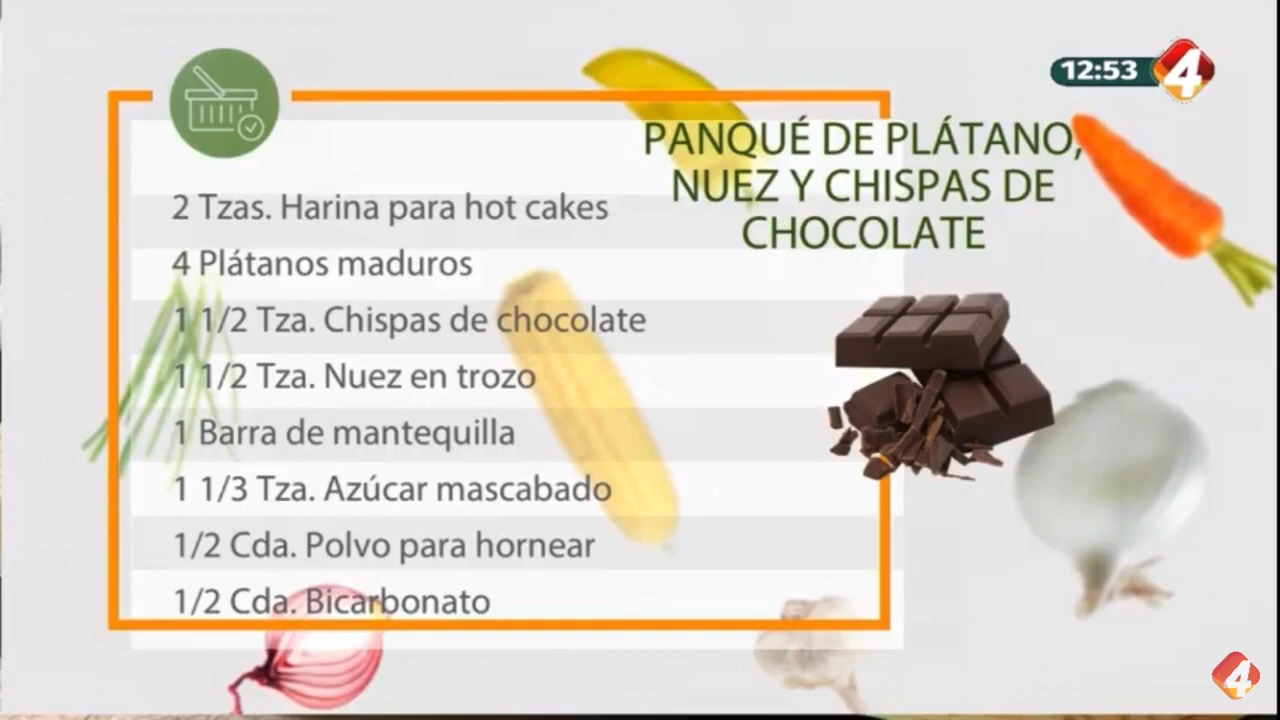 12:53 4
PANQUÉ DE PLÁTANO,
NUEZ Y CHISPAS DE
CHOCOLATE
2 Tzas. Harina para hot cakes
4 Plátanos maduros
1 1/2 Tza. Chispas de chocolate
1 1/2 Tza. Nuez en trozo
1 Barra de mantequilla
1 1/3 Tza. Azúcar mascabado
1/2 Cda. Polvo para hornear
1/2 Cda. Bicarbonato
4